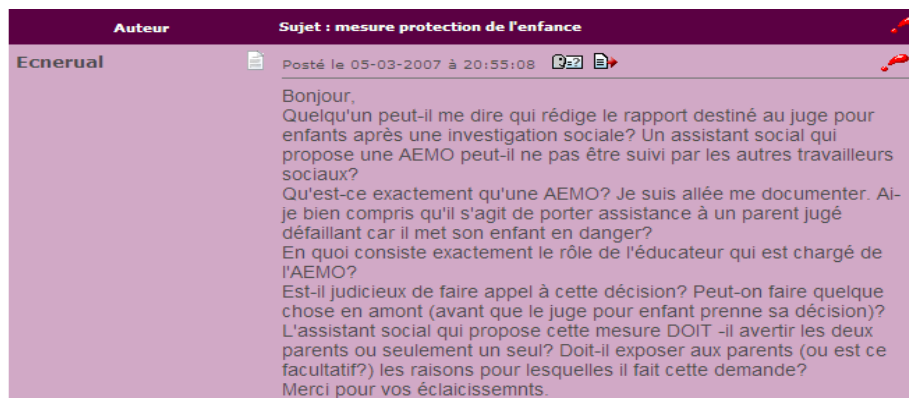 Auteur
Sujet : mesure protection de l'enfance
Ecnerual
Posté le 05-03-2007 à 20:55:08
Bonjour,
Quelqu'un peut-il me dire qui rédige le rapport destiné au juge pour
enfants après une investigation sociale? Un assistant social qui
propose une AEMO peut-il ne pas être suivi par les autres travailleurs
sociaux?
Qu'est-ce exactement qu'une AEMO? Je suis allée me documenter. Ai-
je bien compris qu'il s'agit de porter assistance à un parent jugé
défaillant car il met son enfant en danger?
En quoi consiste exactement le rôle de l'éducateur qui est chargé de
l'AEMO?
Est-il judicieux de faire appel à cette décision? Peut-on faire quelque
chose en amont (avant que le juge pour enfant prenne sa décision)?
L'assistant social qui propose cette mesure DOIT -il avertir les deux
parents ou seulement un seul? Doit-il exposer aux parents (ou est ce
facultatif?) les raisons pour lesquelles il fait cette demande?
Merci pour vos éclaicissemnts.